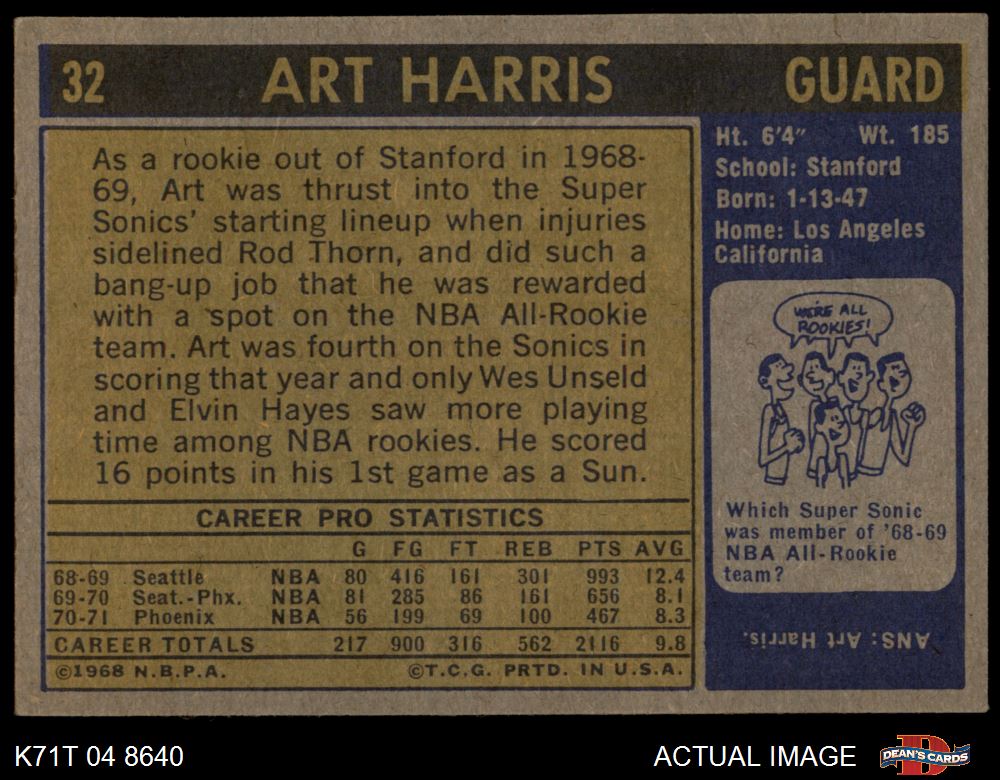 32 ART HARRIS GUARD
As a rookie out of Stanford in 1968-
69, Art was thrust into the Super
Sonics' starting lineup when injuries
sidelined Rod Thorn, and did such a
bang-up job that he was rewarded
with a spot on the NBA All-Rookie
team. Art was fourth on the Sonics in
scoring that year and only Wes Unseld
and Elvin Hayes saw more playing
time among NBA rookies. He scored
16 points in his 1st game as a Sun.
CAREER PRO STATISTICS
G FG FT REB PTS AVG
68-69 Seattle NBA 80 416 161 301 993 12.4
69-70 Seat.-Phx. NBA 81 285 86 161 656 8.1
70-71 Phoenix NBA 56 199 69 100 467 8.3
CAREER TOTALS 217 900 316 562 2116 9.8
©1968 N.B.P.A. ©T.C.G. PRTD. IN U.S.A.
Ht. 6'4" Wt. 185
School: Stanford
Born: 1-13-47
Home: Los Angeles
California
WE'RE ALL
ROOKIES!
Which Super Sonic
was member of '68-69
NBA All-Rookie
team?
ANS: Art Harris.
K71T 04 8640 ACTUAL IMAGE DEAN'S CARDS